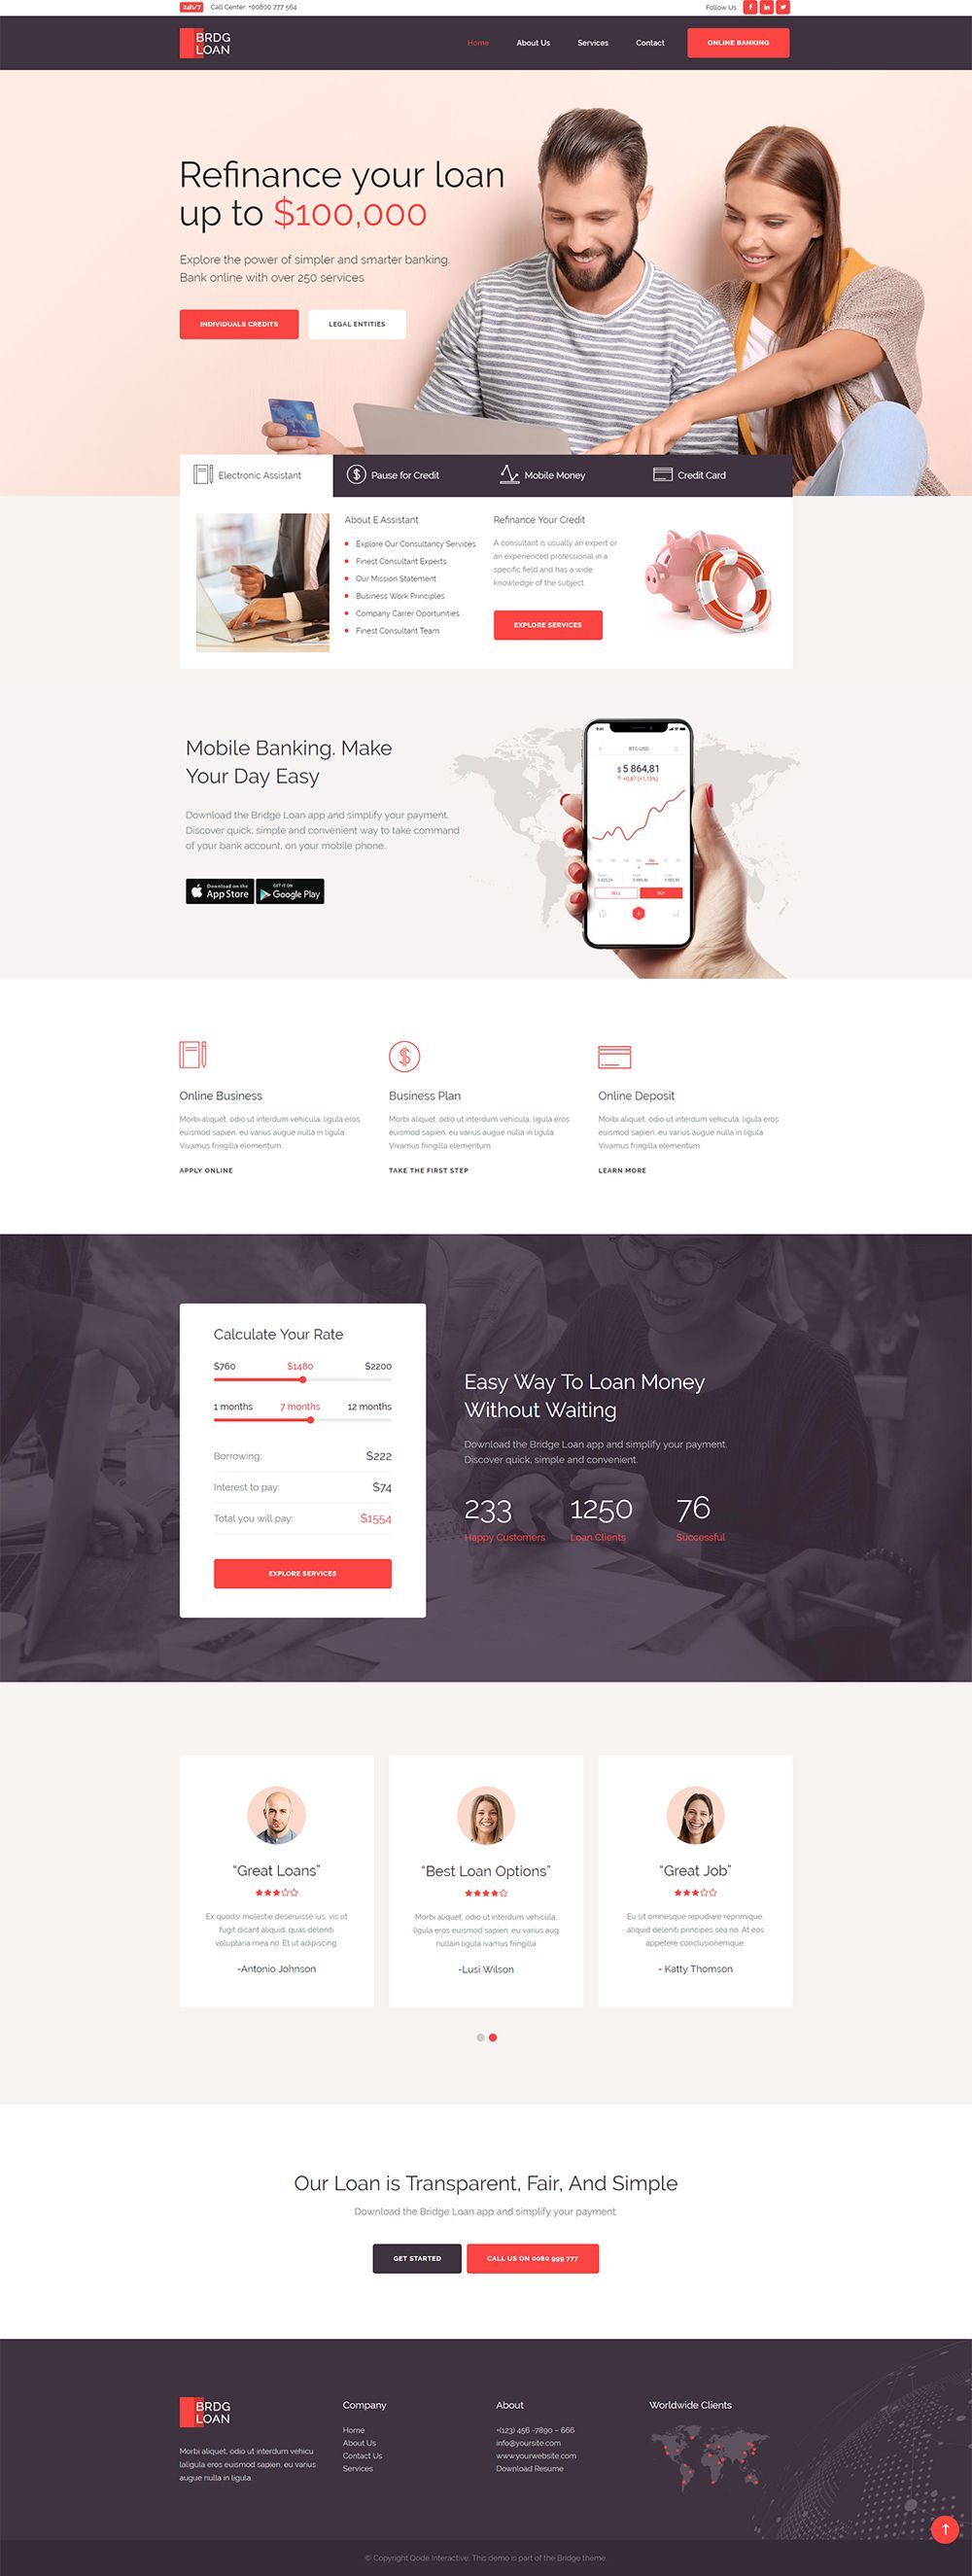 24h/7 Call Center: +00800 777 564
Follow Us
BRDG
LOAN
Home About Us Services Contact ONLINE BANKING
Refinance your loan
up to $100,000
Explore the power of simpler and smarter banking.
Bank online with over 250 services
INDIVIDUALS CREDITS LEGAL ENTITIES
Electronic Assistant Pause for Credit Mobile Money Credit Card
About E.Assistant
Explore Our Consultancy Services
Finest Consultant Experts
Our Mission Statement
Business Work Principles
Company Carrer Oportunities
Finest Consultant Team
Refinance Your Credit
A consultant is usually an expert or
an experienced professional in a
specific field and has a wide
knowledge of the subject.
EXPLORE SERVICES
Mobile Banking. Make
Your Day Easy
Download the Bridge Loan app and simplify your payment.
Discover quick, simple and convenient way to take command
of your bank account, on your mobile phone.
Download on the
App Store
GET IT ON
Google Play
9:41
BTC-USD
$ 5 864,81
SELL BUY
Online Business
Morbi aliquet, odio ut interdum vehicula, ligula eros
euismod sapien, eu varius augue nulla in ligula.
Vivamus fringilla elementum.
APPLY ONLINE
Business Plan
Morbi aliquet, odio ut interdum vehicula, ligula eros
euismod sapien, eu varius augue nulla in ligula.
Vivamus fringilla elementum.
TAKE THE FIRST STEP
Online Deposit
Morbi aliquet, odio ut interdum vehicula, ligula eros
euismod sapien, eu varius augue nulla in ligula.
Vivamus fringilla elementum.
LEARN MORE
Calculate Your Rate
$760 $1480 $2200
1 months 7 months 12 months
Borrowing: $222
Interest to pay: $74
Total you will pay: $1554
EXPLORE SERVICES
Easy Way To Loan Money
Without Waiting
Download the Bridge Loan app and simplify your payment.
Discover quick, simple and convenient.
233 1250 76
Happy Customers Loan Clients Successful
“Great Loans”
Ex quodsi molestie deseruisse ius, vis ut
fugit dicant aliquid, quas deleniti
voluptaria mea no. Et ut adipiscing
-Antonio Johnson
“Best Loan Options”
Morbi aliquet, odio ut interdum vehicula,
ligula eros euismod sapien, eu varius aug
nullain ligula ivamus fringilla
-Lusi Wilson
“Great Job”
Eu sit omnesque repudiare reprimique,
aliquid deleniti principes sea no. At eos
appetere conclusionemque
- Katty Thomson
Our Loan is Transparent, Fair, And Simple
Download the Bridge Loan app and simplify your payment.
GET STARTED CALL US ON 0080 999 777
BRDG
LOAN
Morbi aliquet, odio ut interdum vehicu
laligula eros euismod sapien, eu varius
augue nulla in ligula.
Company
Home
About Us
Contact Us
Services
About
+(123) 456 -7890 – 666
info@yoursite.com
www.yourwebsite.com
Download Resume
Worldwide Clients
© Copyright Qode Interactive. This demo is part of the Bridge theme